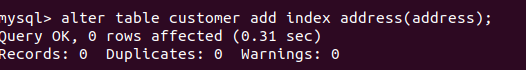 mysql> alter table customer add index address(address);
Query OK, 0 rows affected (0.31 sec)
Records: 0  Duplicates: 0  Warnings: 0